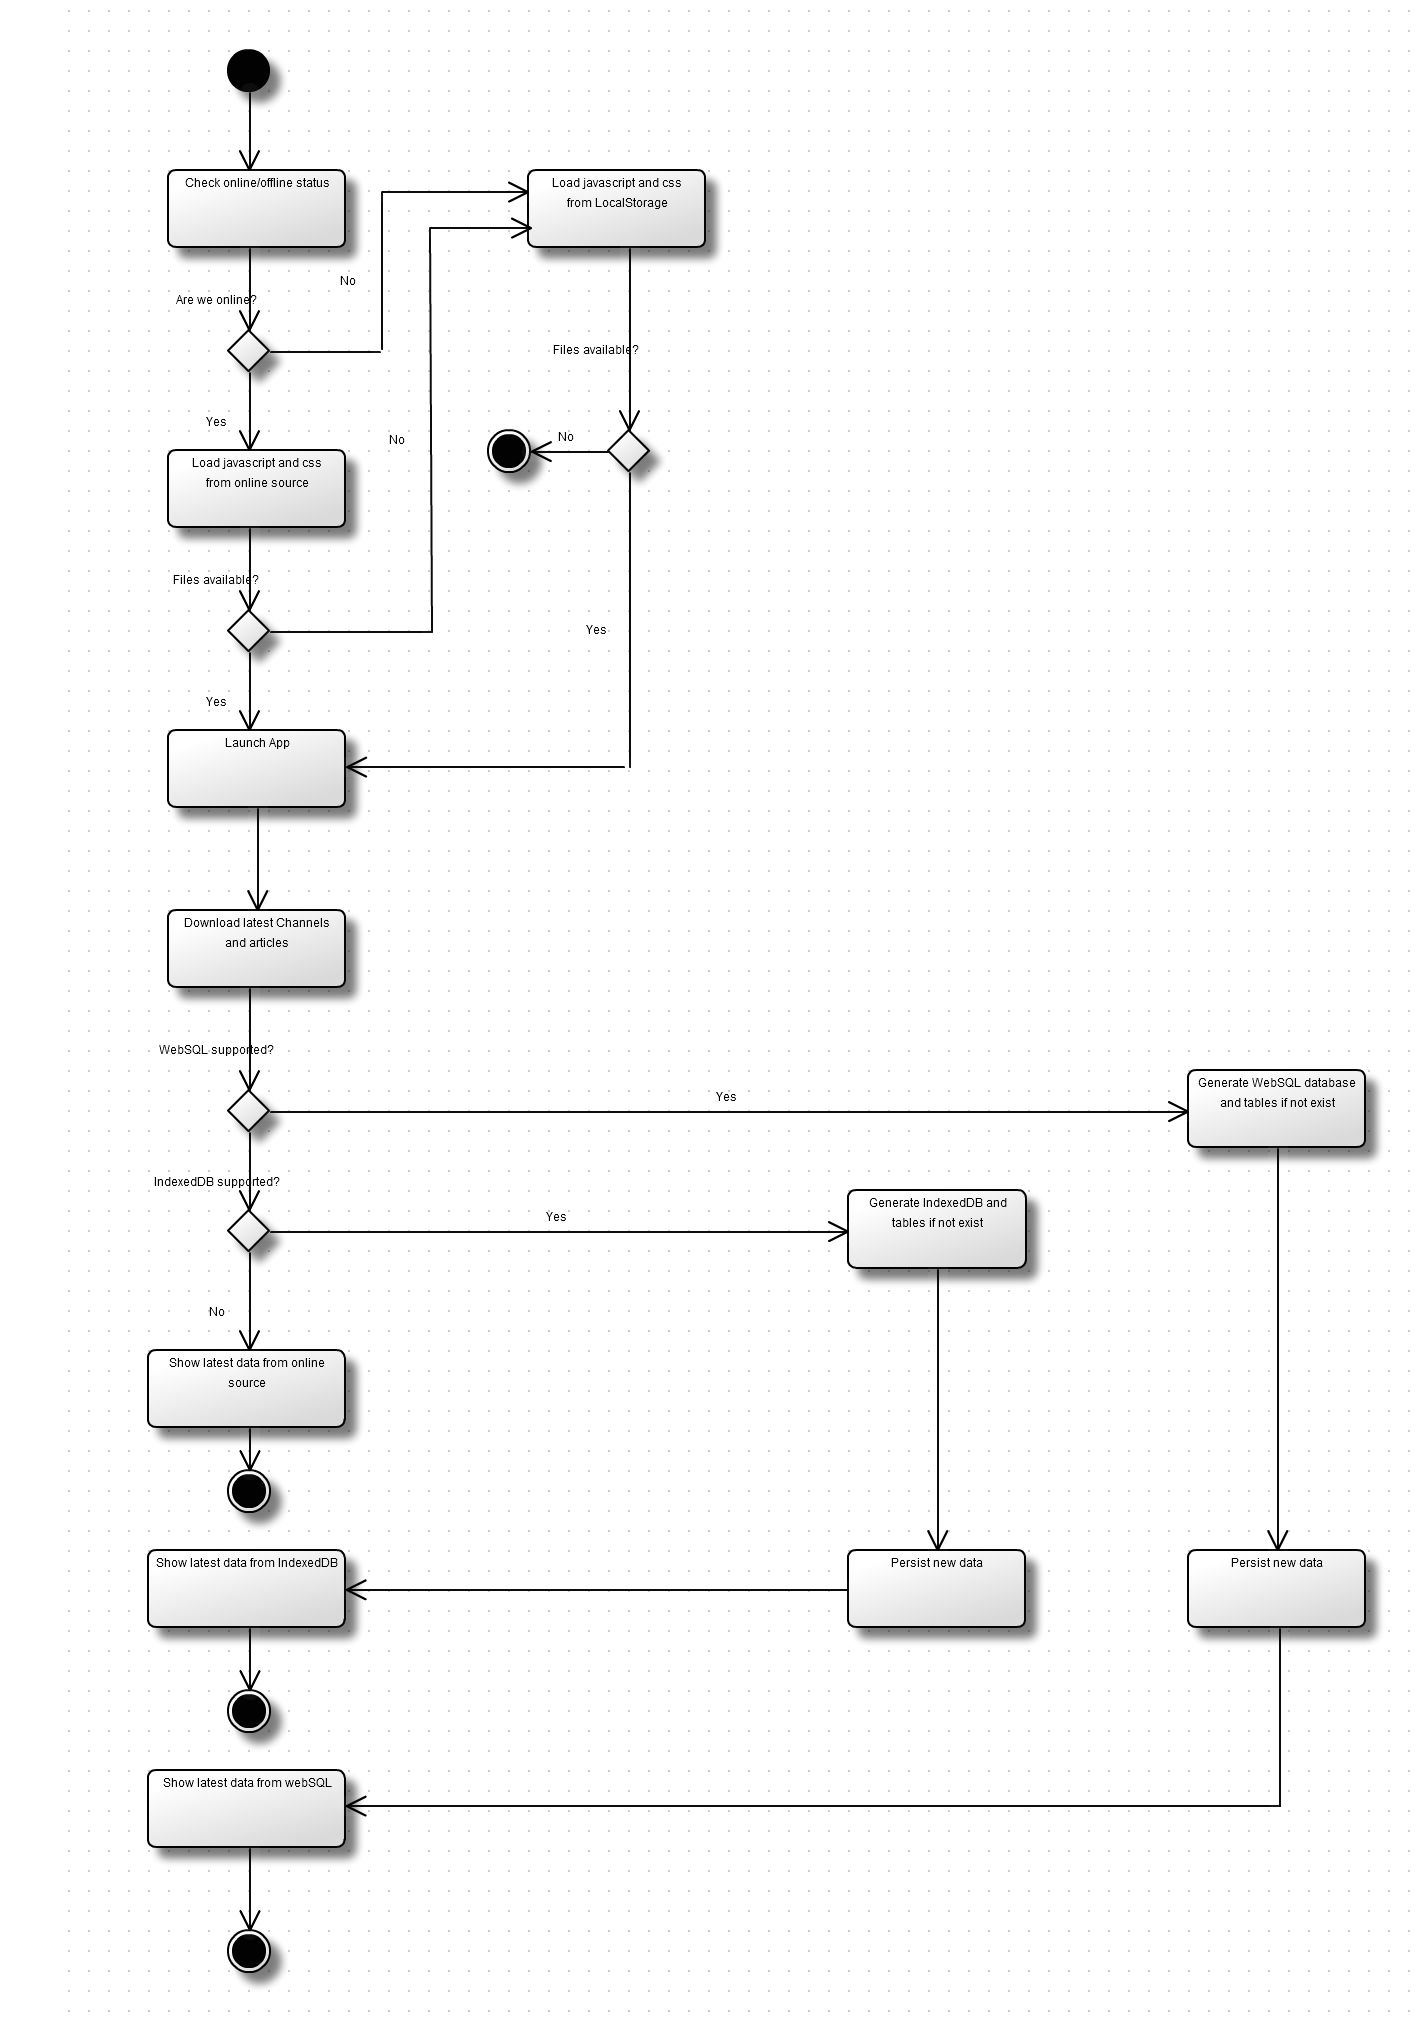 Check online/offline status
Load javascript and css
from LocalStorage
No
Are we online?
Files available?
Yes
No
No
Load javascript and css
from online source
Files available?
Yes
Yes
Launch App
Download latest Channels
and articles
WebSQL supported?
Generate WebSQL database
and tables if not exist
Yes
IndexedDB supported?
Generate IndexedDB and
tables if not exist
Yes
No
Show latest data from online
source
Show latest data from IndexedDB
Persist new data
Persist new data
Show latest data from webSQL